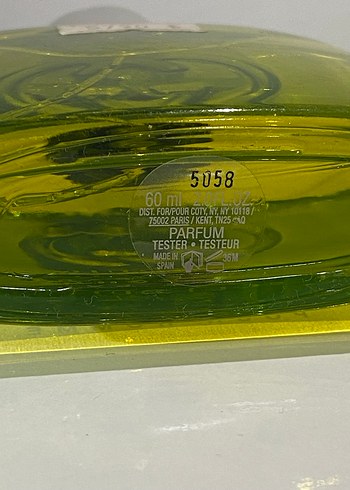 5058
60 ml
DIST. FOR/POUR COTY, NY, NY 10118 /
75002 PARIS / KENT, TN25
PARFUM
TESTER • TESTEUR
MADE IN
SPAIN
36M